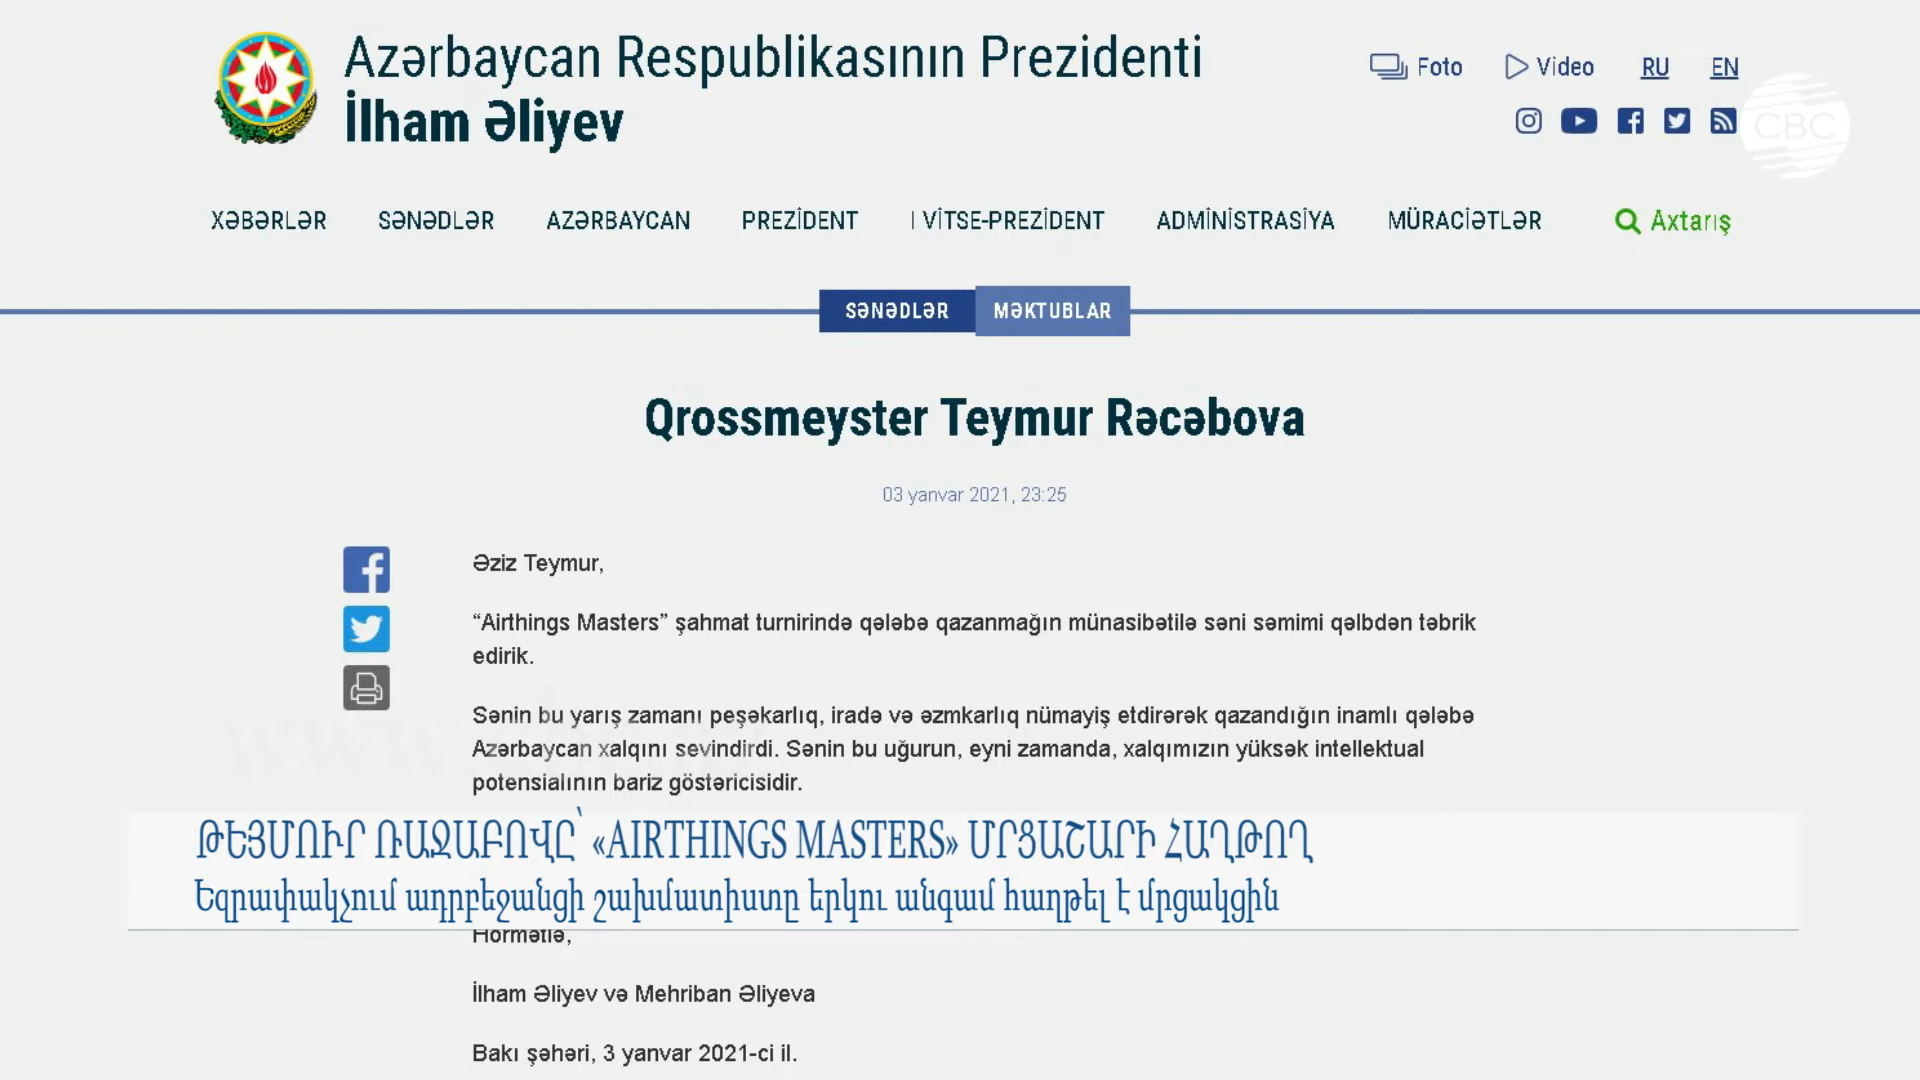 Azərbaycan Respublikasının Prezidenti
İlham Əliyev
Foto
Video
RU
EN
CBC
XƏBƏRLƏR
SƏNƏDLƏR
AZƏRBAYCAN
PREZİDENT
I VİTSE-PREZİDENT
ADMİNİSTRASİYA
MÜRACİƏTLƏR
Axtarış
SƏNƏDLƏR
MƏKTUBLAR
Qrossmeyster Teymur Rəcəbova
03 yanvar 2021, 23:25
Əziz Teymur,
“Airthings Masters” şahmat turnirində qələbə qazanmağın münasibətilə səni səmimi qəlbdən təbrik
edirik.
Sənin bu yarış zamanı peşəkarlıq, iradə və əzmkarlıq nümayiş etdirərək qazandığın inamlı qələbə
Azərbaycan xalqını sevindirdi. Sənin bu uğurun, eyni zamanda, xalqımızın yüksək intellektual
potensialının bariz göstəricisidir.
ԹԵՅՄՈՒՐ ՌԱՋԱԲՈՎԸ՝ «AIRTHINGS MASTERS» ՄՐՑԱՇԱՐԻ ՀԱՂԹՈՂ
Եզրափակչում ադրբեջանցի շախմատիստը երկու անգամ հաղթել է մրցակցին
Hörmətlə,
İlham Əliyev və Mehriban Əliyeva
Bakı şəhəri, 3 yanvar 2021-ci il.